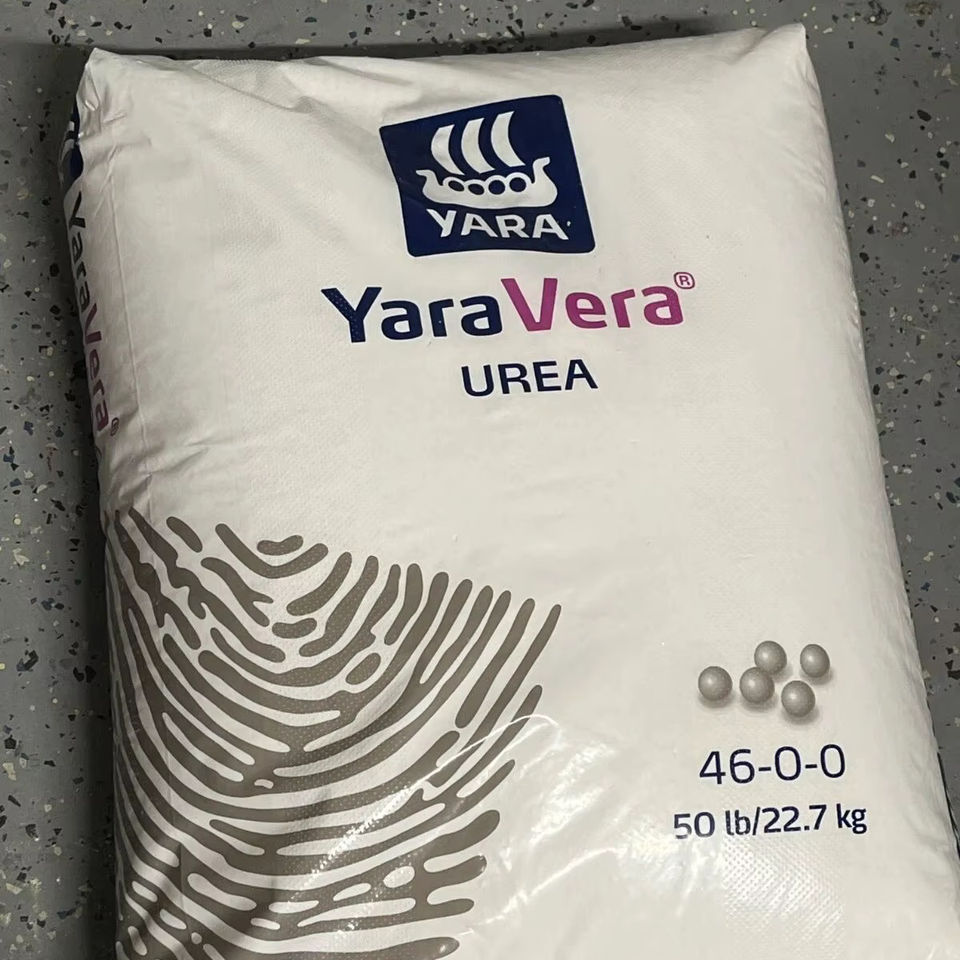 YARA
YaraVera®
UREA
YaraVera®
46-0-0
50 lb/22.7 kg